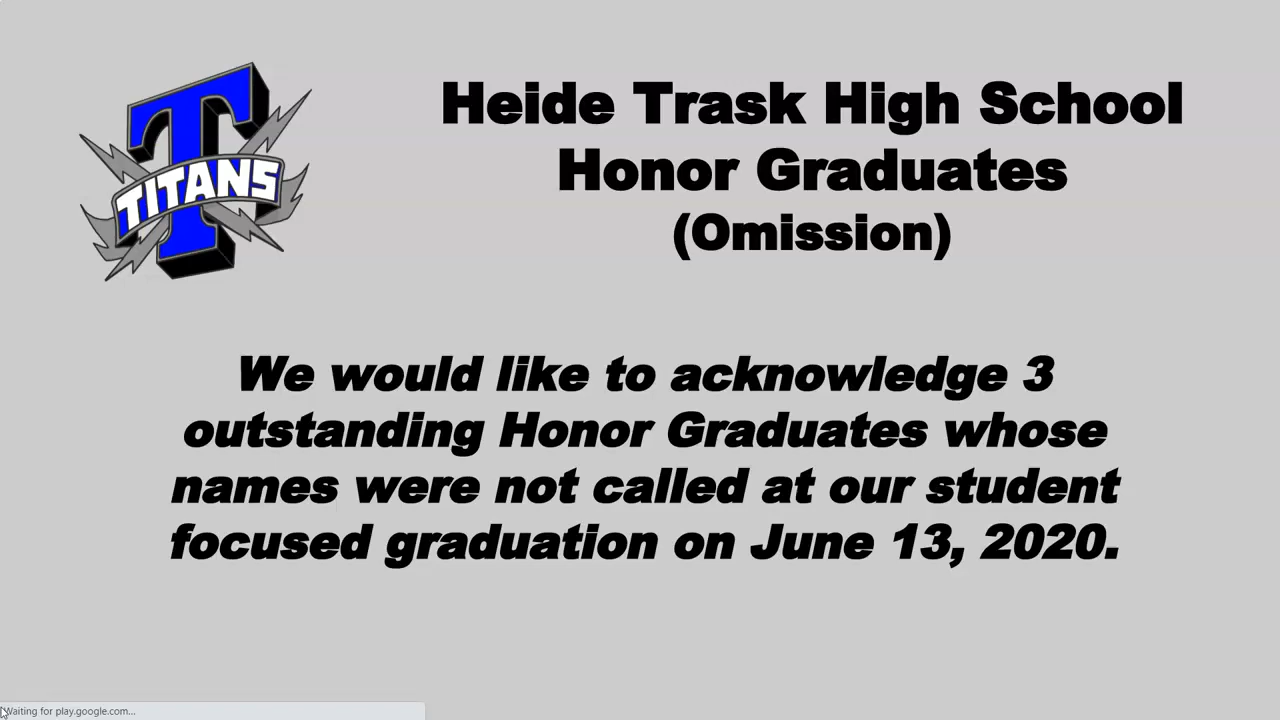 TITANS
Heide Trask High School
Honor Graduates
(Omission)
We would like to acknowledge 3
outstanding Honor Graduates whose
names were not called at our student
focused graduation on June 13, 2020.
Waiting for play.google.com...